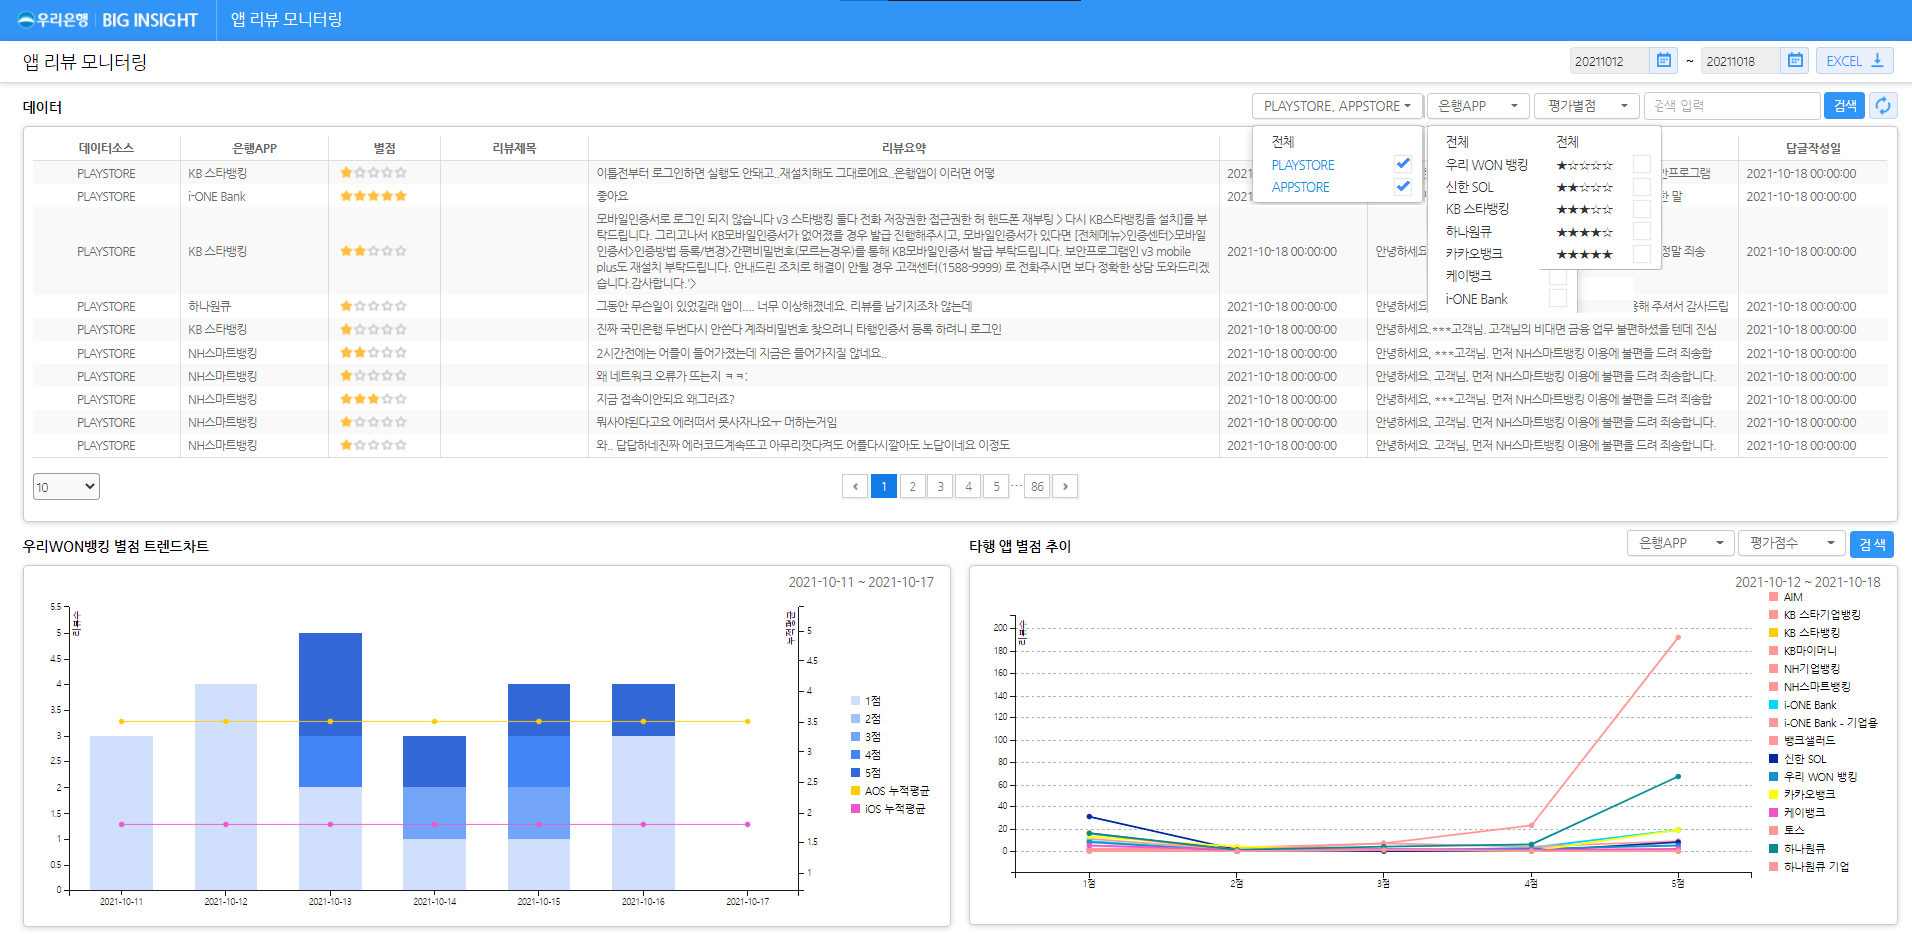 우리은행 BIG INSIGHT 앱 리뷰 모니터링
앱 리뷰 모니터링
20211012 ~ 20211018 EXCEL
데이터
PLAYSTORE, APPSTORE 은행APP 평가별점 검색 입력 검색
전체
PLAYSTORE
APPSTORE
전체
우리 WON 뱅킹
신한 SOL
KB 스타뱅킹
하나원큐
카카오뱅크
케이뱅크
i-ONE Bank
전체
★☆☆☆☆
★★☆☆☆
★★★☆☆
★★★★☆
★★★★★
데이터소스 은행APP 별점 리뷰제목 리뷰요약 답글작성일
PLAYSTORE KB 스타뱅킹 이틀전부터 로그인하면 실행도 안돼고..재설치해도 그대로에요..은행앱이 이러면 어떻 2021 안프로그램 2021-10-18 00:00:00
PLAYSTORE i-ONE Bank 좋아요 2021 한 말 2021-10-18 00:00:00
PLAYSTORE KB 스타뱅킹
모바일인증서로 로그인 되지 않습니다 v3 스타뱅킹 둘다 전화 저장권한 접근권한 허 핸드폰 재부팅 > 다시 KB스타뱅킹을 설치]를 부
탁드립니다. 그리고나서 KB모바일인증서가 없어졌을 경우 발급 진행해주시고, 모바일인증서가 있다면 [전체메뉴>인증센터>모바일
인증서>인증방법 등록/변경>간편비밀번호(모르는경우)를 통해 KB모바일인증서 발급 부탁드립니다. 보안프로그램인 v3 mobile
plus도 재설치 부탁드립니다. 안내드린 조치로 해결이 안될 경우 고객센터(1588-9999) 로 전화주시면 보다 정확한 상담 도와드리겠
습니다.감사합니다.'>
2021-10-18 00:00:00 안녕하세요. 정말 죄송 2021-10-18 00:00:00
PLAYSTORE 하나원큐 그동안 무슨일이 있었길래 앱이.... 너무 이상해졌네요. 리뷰를 남기지조차 않는데 2021-10-18 00:00:00 안녕하세요 용해 주셔서 감사드립 2021-10-18 00:00:00
PLAYSTORE KB 스타뱅킹 진짜 국민은행 두번다시 안쓴다 계좌비밀번호 찾으려니 타행인증서 등록 하려니 로그인 2021-10-18 00:00:00 안녕하세요.***고객님. 고객님의 비대면 금융 업무 불편하셨을 텐데 진심 2021-10-18 00:00:00
PLAYSTORE NH스마트뱅킹 2시간전에는 어플이 들어가졌는데 지금은 들어가지질 않네요.. 2021-10-18 00:00:00 안녕하세요, ***고객님. 먼저 NH스마트뱅킹 이용에 불편을 드려 죄송합 2021-10-18 00:00:00
PLAYSTORE NH스마트뱅킹 왜 네트워크 오류가 뜨는지 ㅋㅋ; 2021-10-18 00:00:00 안녕하세요. 고객님, 먼저 NH스마트뱅킹 이용에 불편을 드려 죄송합니다. 2021-10-18 00:00:00
PLAYSTORE NH스마트뱅킹 지금 접속이안되요 왜그러죠? 2021-10-18 00:00:00 안녕하세요, ***고객님. 먼저 NH스마트뱅킹 이용에 불편을 드려 죄송합 2021-10-18 00:00:00
PLAYSTORE NH스마트뱅킹 뭐사야된다고요 에러떠서 못사자나요ㅜ 머하는거임 2021-10-18 00:00:00 안녕하세요. 고객님, 먼저 NH스마트뱅킹 이용에 불편을 드려 죄송합니다. 2021-10-18 00:00:00
PLAYSTORE NH스마트뱅킹 와.. 답답하네진짜 에러코드계속뜨고 아무리껏다켜도 어플다시깔아도 노답이네요 이정도 2021-10-18 00:00:00 안녕하세요. 고객님, 먼저 NH스마트뱅킹 이용에 불편을 드려 죄송합니다. 2021-10-18 00:00:00
10 ‹ 1 2 3 4 5 ... 86 ›
우리WON뱅킹 별점 트렌드차트
2021-10-11 ~ 2021-10-17
리뷰수
5.5
5
4.5
4
3.5
3
2.5
2
1.5
1
0.5
0
누적평균
5
4.5
4
3.5
3
2.5
2
1.5
1
2021-10-11 2021-10-12 2021-10-13 2021-10-14 2021-10-15 2021-10-16 2021-10-17
1점
2점
3점
4점
5점
AOS 누적평균
iOS 누적평균
타행 앱 별점 추이
은행APP 평가점수 검색
2021-10-12 ~ 2021-10-18
리뷰수
200
180
160
140
120
100
80
60
40
20
0
1점 2점 3점 4점 5점
AIM
KB 스타기업뱅킹
KB 스타뱅킹
KB마이머니
NH기업뱅킹
NH스마트뱅킹
i-ONE Bank
i-ONE Bank - 기업용
뱅크샐러드
신한 SOL
우리 WON 뱅킹
카카오뱅크
케이뱅크
토스
하나원큐
하나원큐 기업